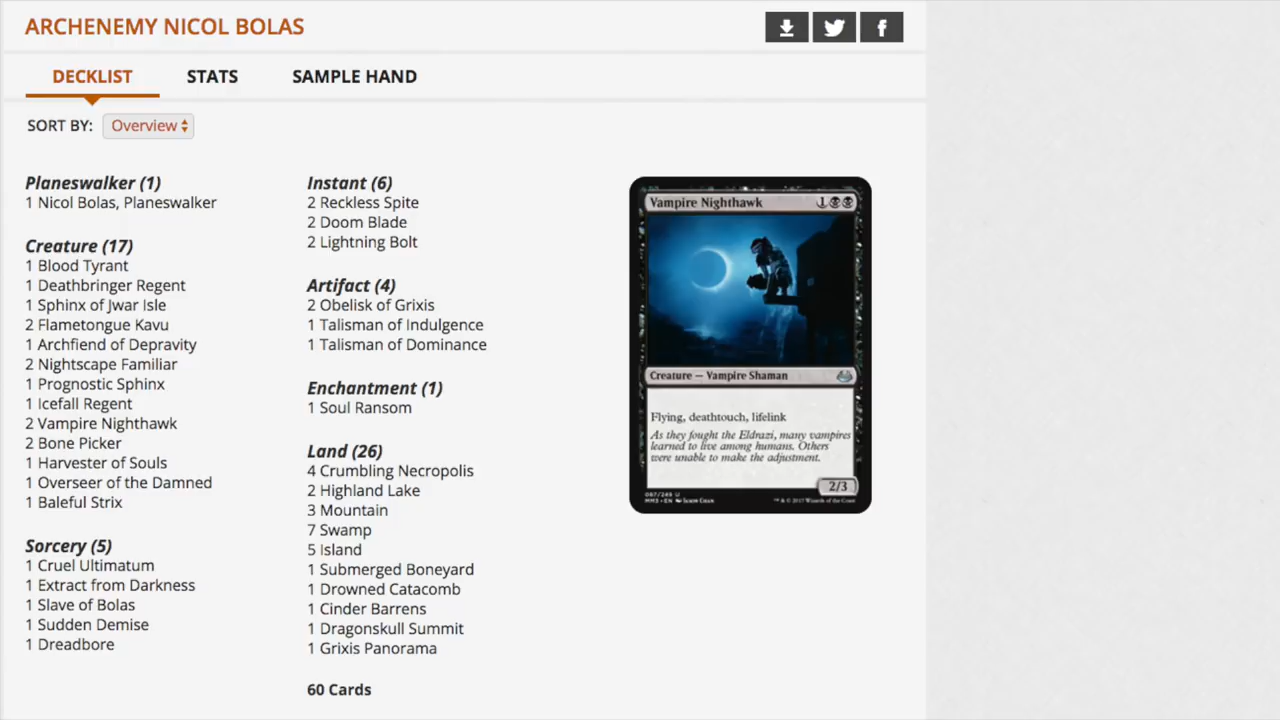 ARCHENEMY NICOL BOLAS
DECKLIST
STATS
SAMPLE HAND
SORT BY: Overview
Planeswalker (1)
1 Nicol Bolas, Planeswalker
Creature (17)
1 Blood Tyrant
1 Deathbringer Regent
1 Sphinx of Jwar Isle
2 Flametongue Kavu
1 Archfiend of Depravity
2 Nightscape Familiar
1 Prognostic Sphinx
1 Icefall Regent
2 Vampire Nighthawk
2 Bone Picker
1 Harvester of Souls
1 Overseer of the Damned
1 Baleful Strix
Sorcery (5)
1 Cruel Ultimatum
1 Extract from Darkness
1 Slave of Bolas
1 Sudden Demise
1 Dreadbore
Instant (6)
2 Reckless Spite
2 Doom Blade
2 Lightning Bolt
Artifact (4)
2 Obelisk of Grixis
1 Talisman of Indulgence
1 Talisman of Dominance
Enchantment (1)
1 Soul Ransom
Land (26)
4 Crumbling Necropolis
2 Highland Lake
3 Mountain
7 Swamp
5 Island
1 Submerged Boneyard
1 Drowned Catacomb
1 Cinder Barrens
1 Dragonskull Summit
1 Grixis Panorama
60 Cards
Vampire Nighthawk 1
Creature — Vampire Shaman
Flying, deathtouch, lifelink
As they fought the Eldrazi, many vampires
learned to live among humans. Others
were unable to make the adjustment.
2/3
MM3 • EN
™ & © 2017 Wizards of the Coast